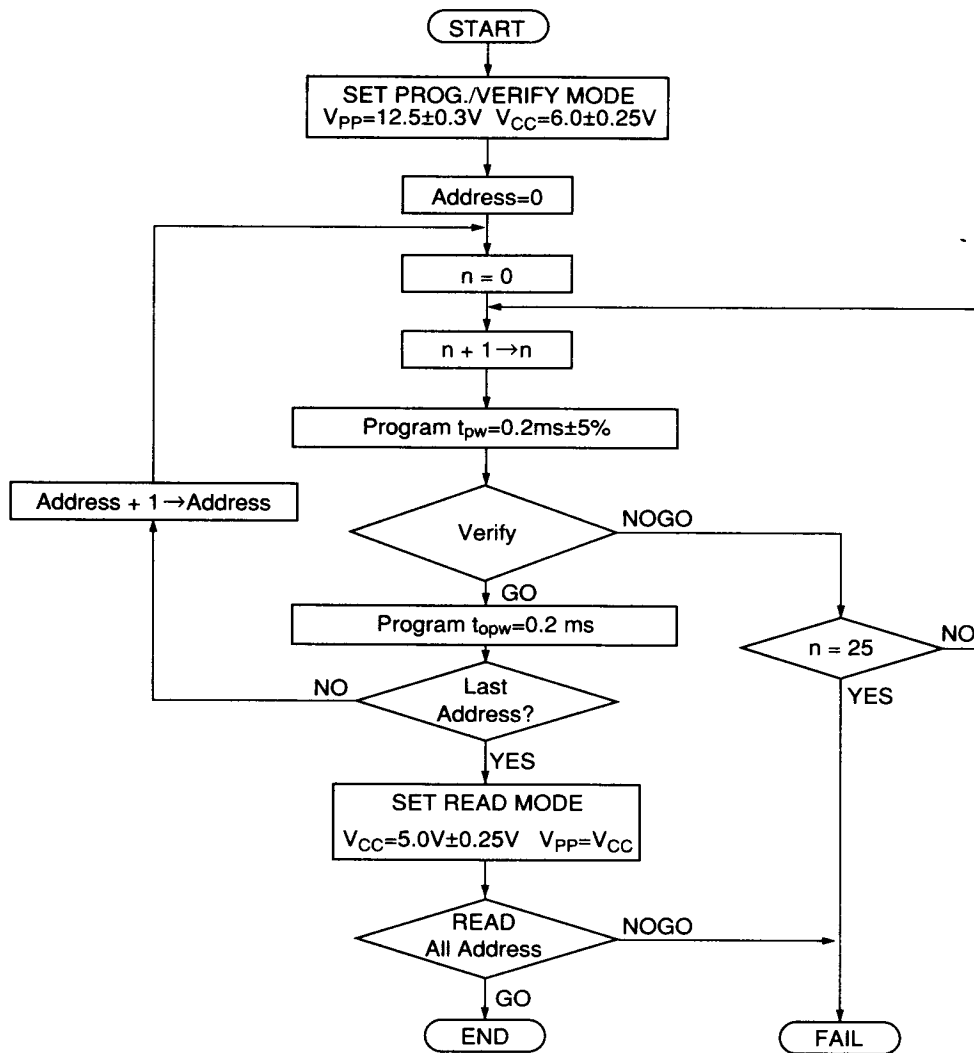 START
SET PROG./VERIFY MODE
VPP=12.5±0.3V VCC=6.0±0.25V
Address=0
n = 0
n + 1→n
Program tpw=0.2ms±5%
Address + 1→Address
Verify
NOGO
GO
Program topw=0.2 ms
n = 25
NO
YES
NO
Last
Address?
YES
SET READ MODE
VCC=5.0V±0.25V VPP=VCC
READ
All Address
NOGO
GO
END
FAIL